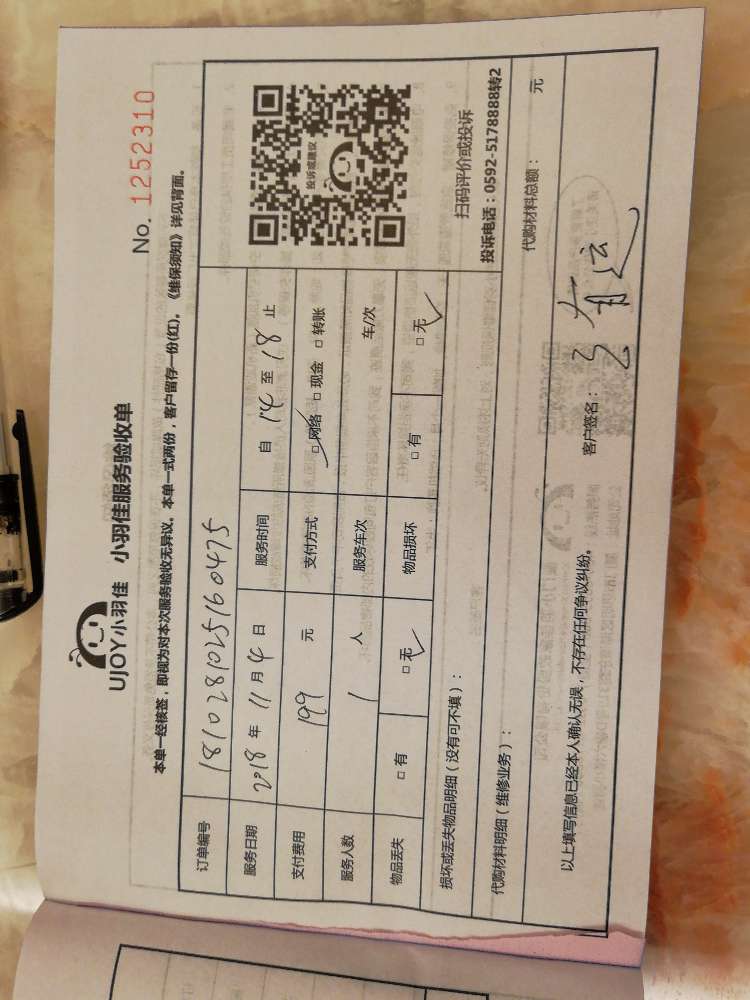 UJOY小羽佳 小羽佳服务验收单
No. 1252310
本单一经核签，即视为对本次服务验收无异议。本单一式两份，客户留存一份(红)。《维保须知》详见背面。
订单编号 181028102516047​5
服务日期 2018 年 11 月 4 日 服务时间 自 14 至 18 止
支付费用 199 元 支付方式 □网络 □现金 □转账
服务人数 1 人 服务车次 车/次
物品丢失 □有 □无 物品损坏 □有 □无
投诉或建议
扫码评价或投诉
投诉电话：0592-5178888转2
损坏或丢失物品明细（没有可不填）：
代购材料明细（维修业务）： 代购材料总额： 元
以上填写信息已经本人确认无误，不存在任何争议纠纷。 客户签名：